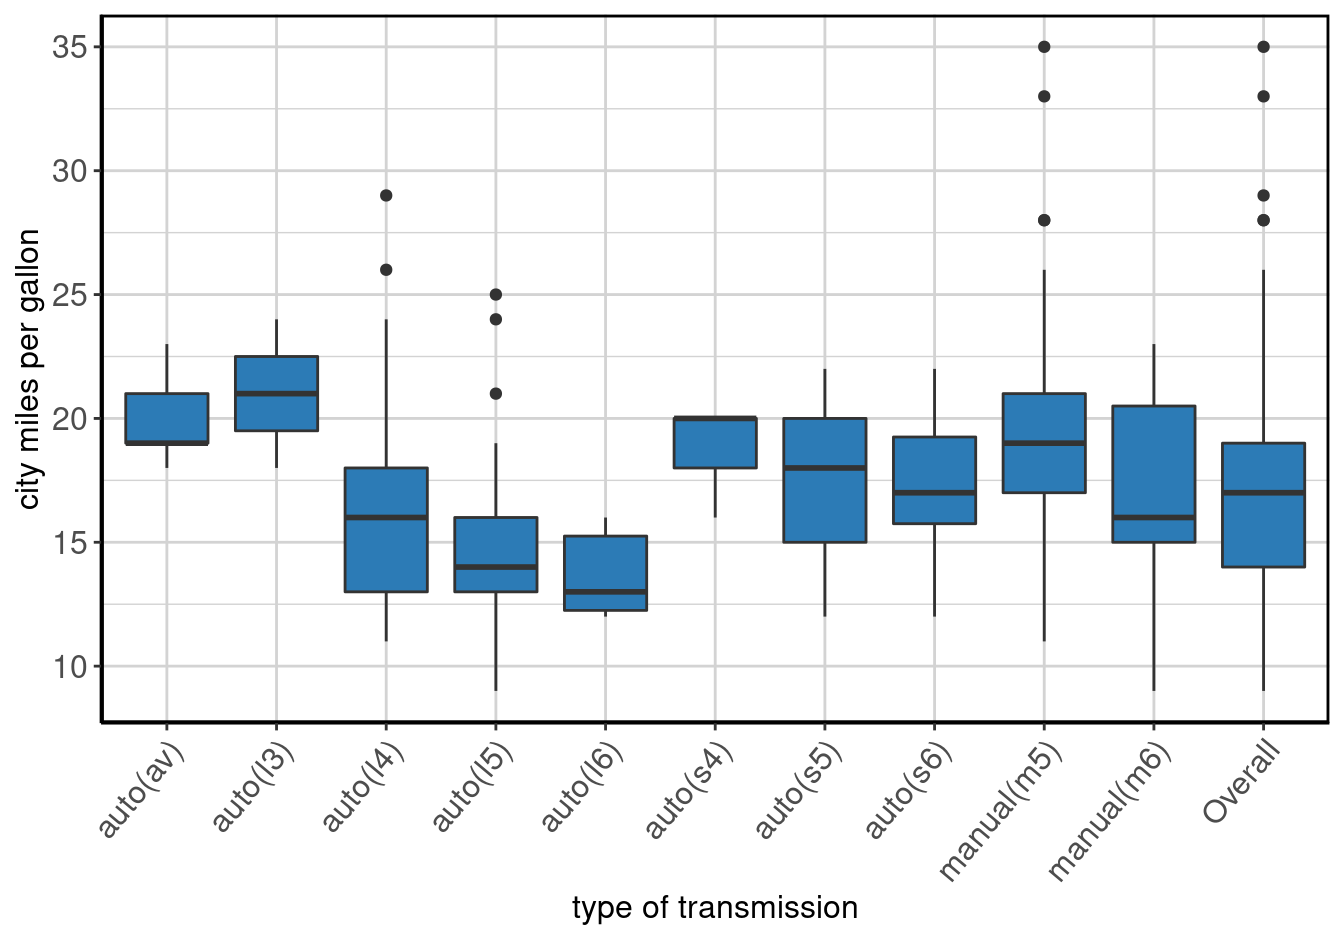 35
30
25
20
15
10
city miles per gallon
auto(av)
auto(l3)
auto(l4)
auto(l5)
auto(l6)
auto(s4)
auto(s5)
auto(s6)
manual(m5)
manual(m6)
Overall
type of transmission